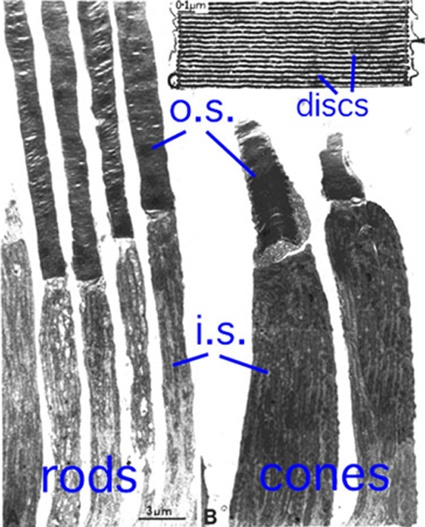 0·1µm
C
discs
o.s.
i.s.
rods
cones
3µm
B